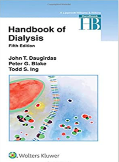 Handbook of
Dialysis
Fifth Edition
John T. Daugirdas
Peter G. Blake
Todd S. Ing
Wolters Kluwer